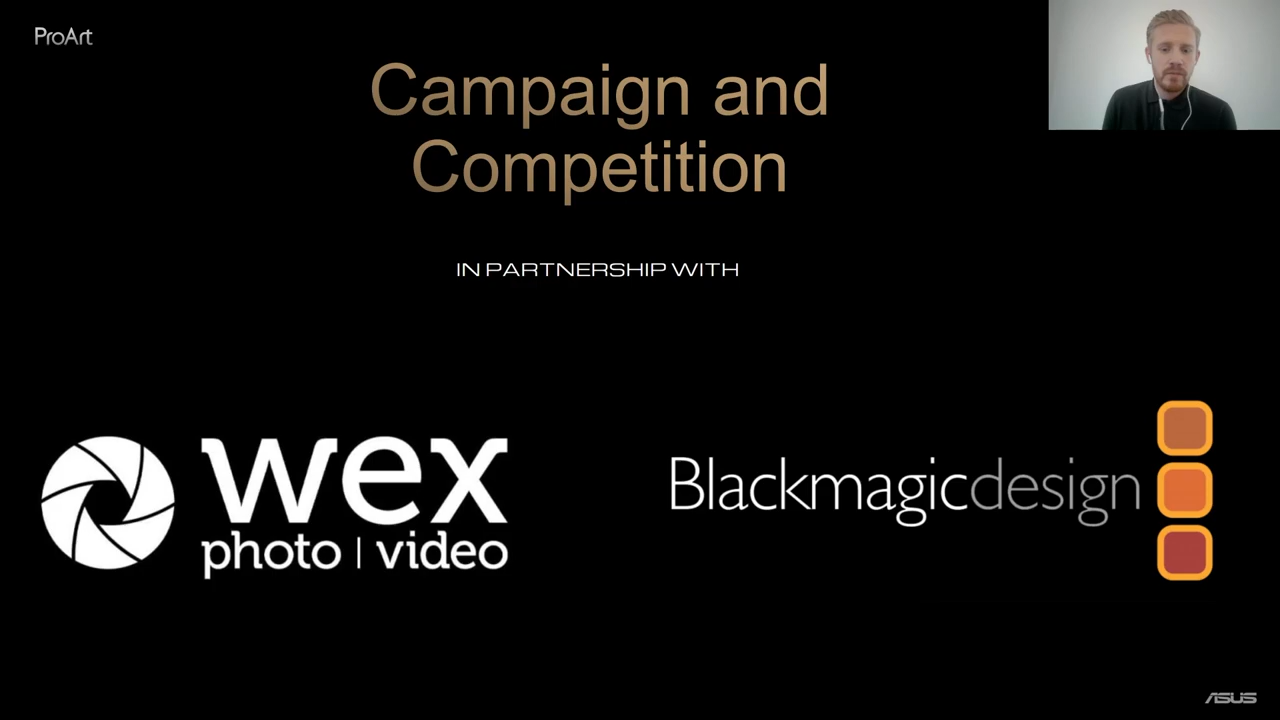 ProArt
Campaign and
Competition
IN PARTNERSHIP WITH
wex
photo | video
Blackmagicdesign
ASUS